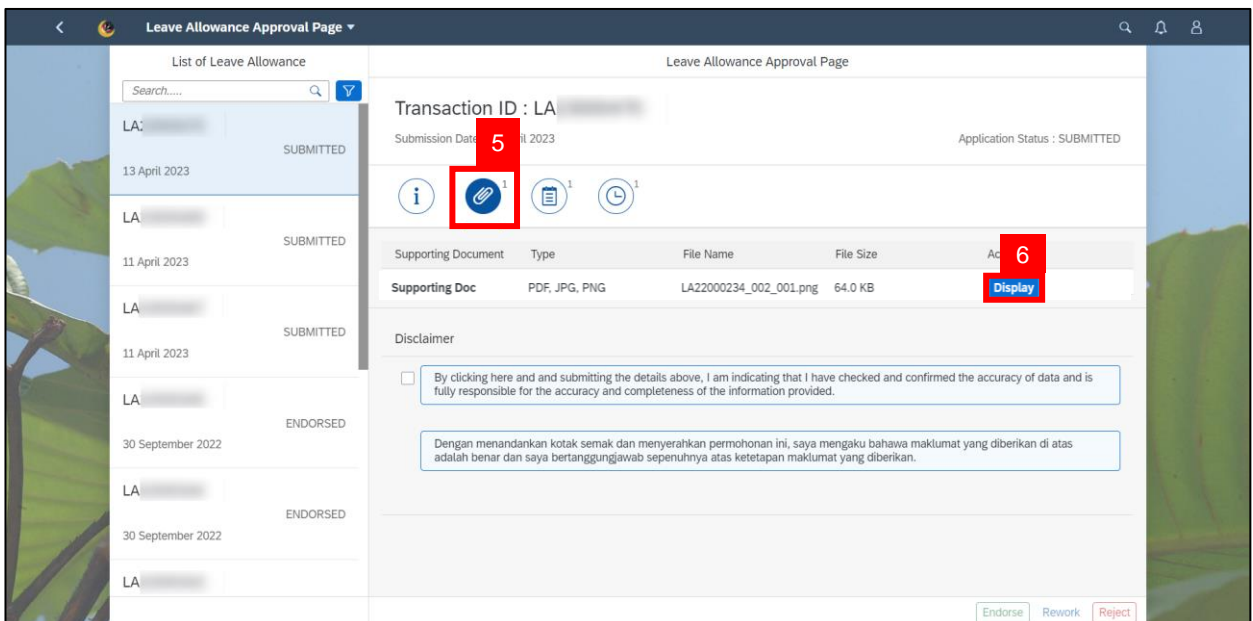 Leave Allowance Approval Page
List of Leave Allowance
Search.....
LA
SUBMITTED
13 April 2023
LA
SUBMITTED
11 April 2023
LA
SUBMITTED
11 April 2023
LA
ENDORSED
30 September 2022
LA
ENDORSED
30 September 2022
LA
Leave Allowance Approval Page
Transaction ID : LA
Submission Date 2023
Application Status : SUBMITTED
5
1
1
1
Supporting Document Type File Name File Size
6
Supporting Doc PDF, JPG, PNG LA22000234_002_001.png 64.0 KB Display
Disclaimer
By clicking here and and submitting the details above, I am indicating that I have checked and confirmed the accuracy of data and is
fully responsible for the accuracy and completeness of the information provided.
Dengan menandankan kotak semak dan menyerahkan permohonan ini, saya mengaku bahawa maklumat yang diberikan di atas
adalah benar dan saya bertanggungjawab sepenuhnya atas ketetapan maklumat yang diberikan.
Endorse Rework Reject